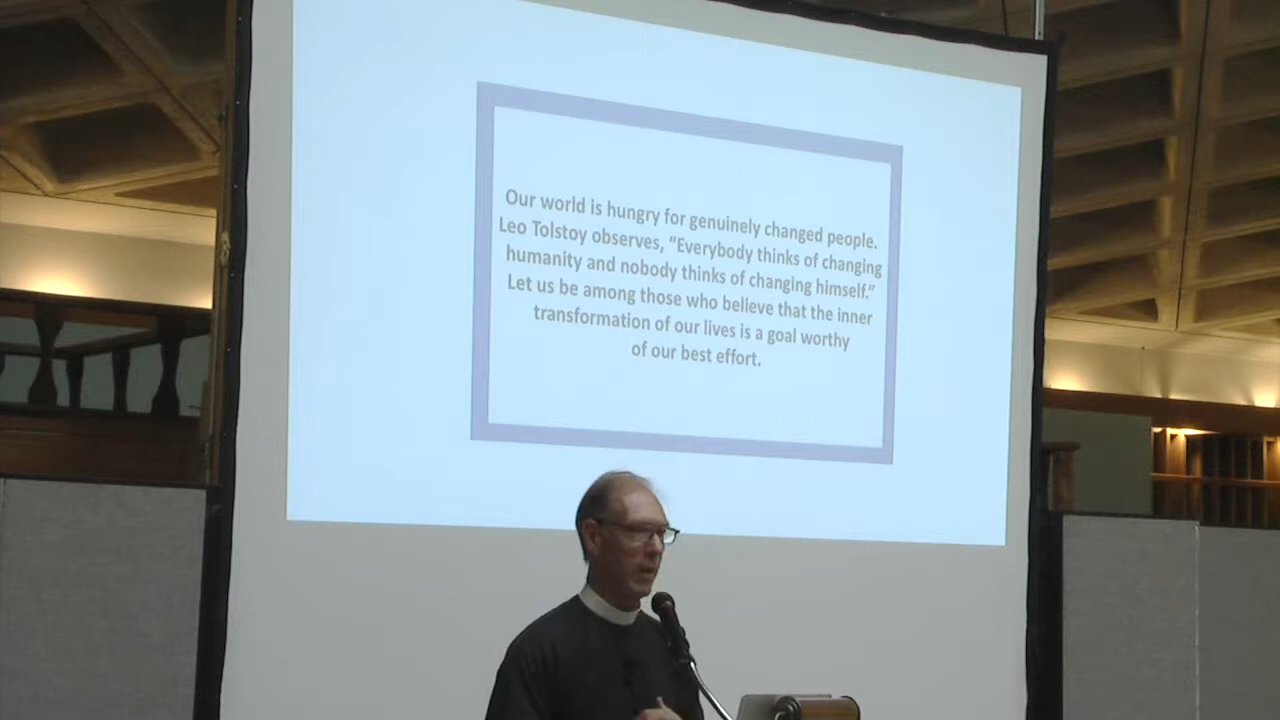 Our world is hungry for genuinely changed people.
Leo Tolstoy observes, “Everybody thinks of changing
humanity and nobody thinks of changing himself.”
Let us be among those who believe that the inner
transformation of our lives is a goal worthy
of our best effort.